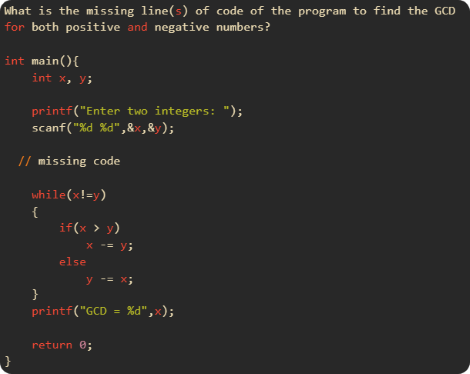 What is the missing line(s) of code of the program to find the GCD
for both positive and negative numbers?
int main(){
int x, y;
printf("Enter two integers: ");
scanf("%d %d",&x,&y);
// missing code
while(x!=y)
{
if(x > y)
x -= y;
else
y -= x;
}
printf("GCD = %d",x);
return 0;
}